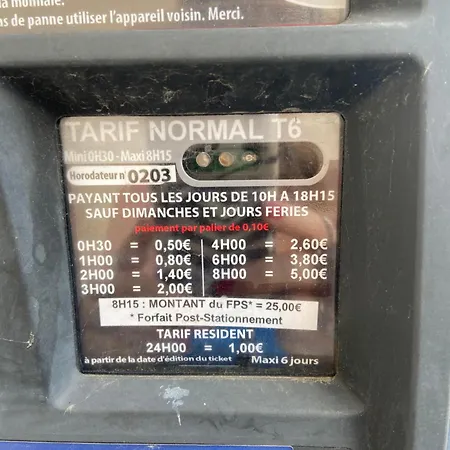 la monnaie.
as de panne utiliser l'appareil voisin. Merci.
TARIF NORMAL T6
Mini 0H30 - Maxi 8H15
Horodateur n° 0203
PAYANT TOUS LES JOURS DE 10H A 18H15
SAUF DIMANCHES ET JOURS FERIES
paiement par palier de 0,10€
0H30 = 0,50€ 4H00 = 2,60€
1H00 = 0,80€ 6H00 = 3,80€
2H00 = 1,40€ 8H00 = 5,00€
3H00 = 2,00€
8H15 : MONTANT du FPS* = 25,00€
* Forfait Post-Stationnement
TARIF RESIDENT
24H00 = 1,00€
à partir de la date d'édition du ticket Maxi 6 jours